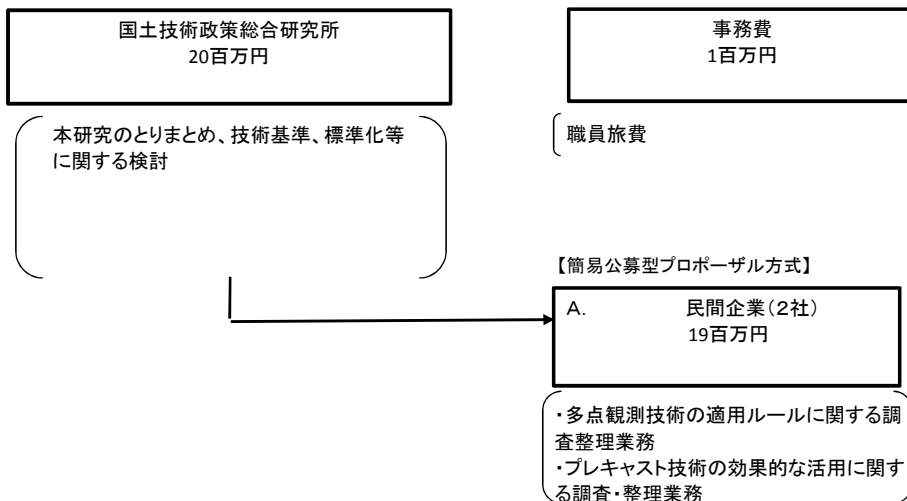 国土技術政策総合研究所
20百万円
事務費
1百万円
本研究のとりまとめ、技術基準、標準化等
に関する検討
職員旅費
【簡易公募型プロポーザル方式】
A. 民間企業(2社)
19百万円
・多点観測技術の適用ルールに関する調
査整理業務
・プレキャスト技術の効果的な活用に関す
る調査・整理業務